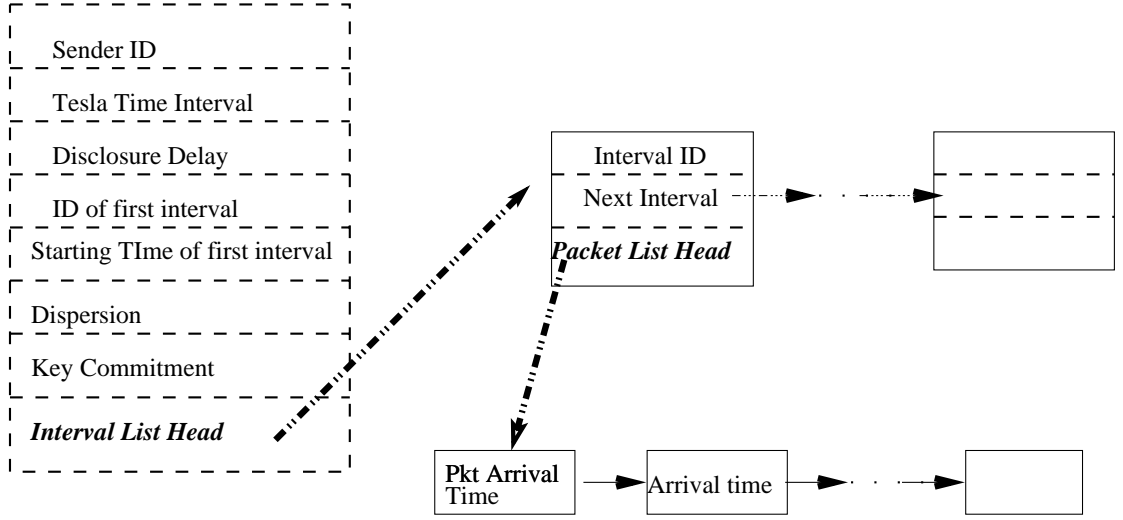 Sender ID
Tesla Time Interval
Disclosure Delay
ID of first interval
Starting TIme of first interval
Dispersion
Key Commitment
Interval List Head
Interval ID
Next Interval
Packet List Head
Pkt Arrival
Time
Arrival time